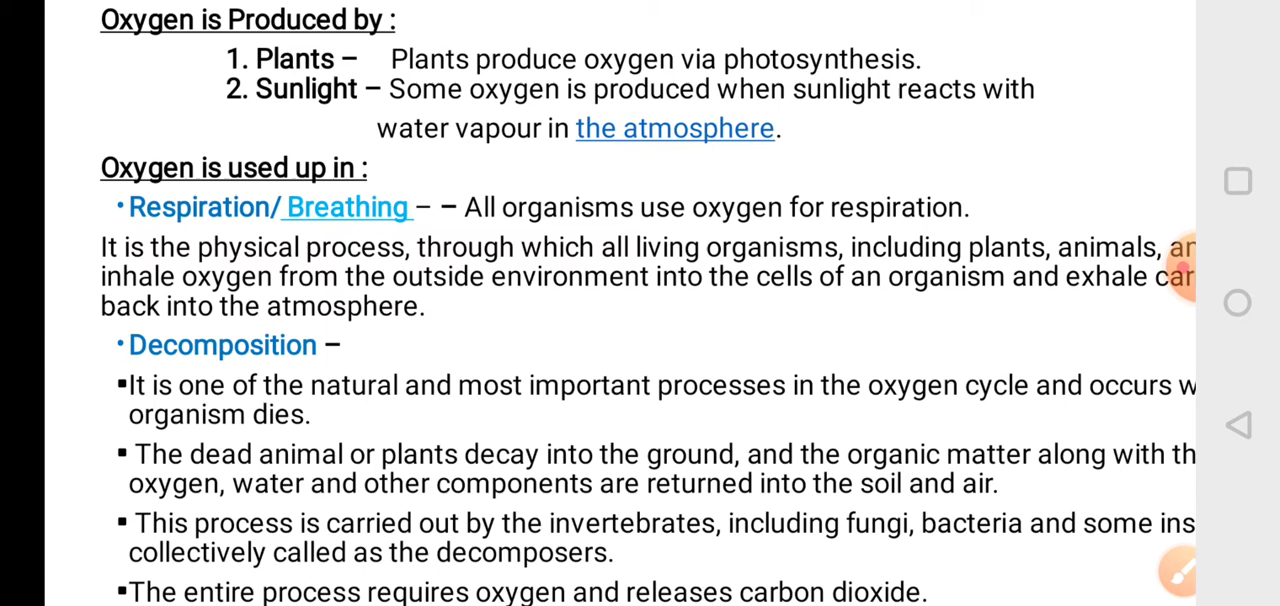 Oxygen is Produced by :
1. Plants – Plants produce oxygen via photosynthesis.
2. Sunlight – Some oxygen is produced when sunlight reacts with
water vapour in the atmosphere.
Oxygen is used up in :
• Respiration/ Breathing – – All organisms use oxygen for respiration.
It is the physical process, through which all living organisms, including plants, animals,
inhale oxygen from the outside environment into the cells of an organism and exhale
back into the atmosphere.
• Decomposition –
▪It is one of the natural and most important processes in the oxygen cycle and occurs
organism dies.
▪ The dead animal or plants decay into the ground, and the organic matter along with
oxygen, water and other components are returned into the soil and air.
▪ This process is carried out by the invertebrates, including fungi, bacteria and some
collectively called as the decomposers.
▪The entire process requires oxygen and releases carbon dioxide.